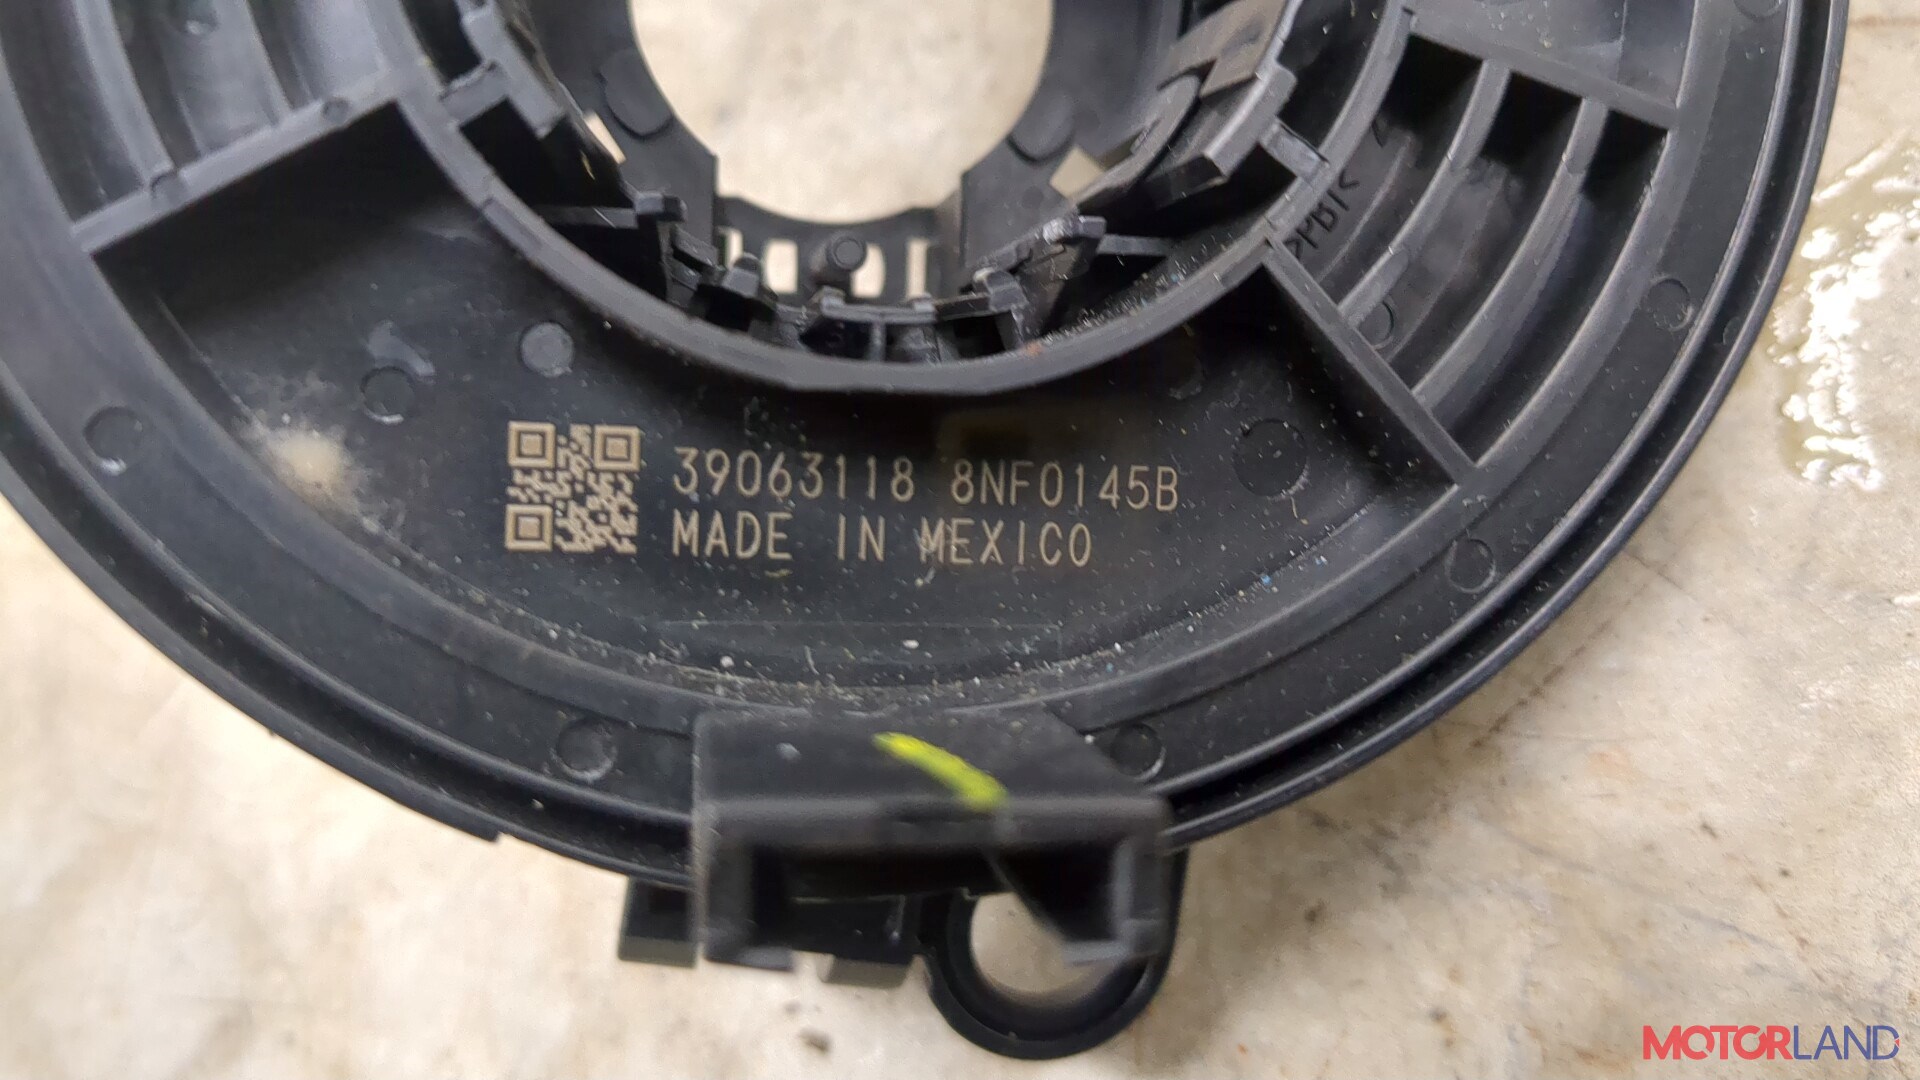 39063118 8NF0145B
MADE IN MEXICO
MOTORLAND